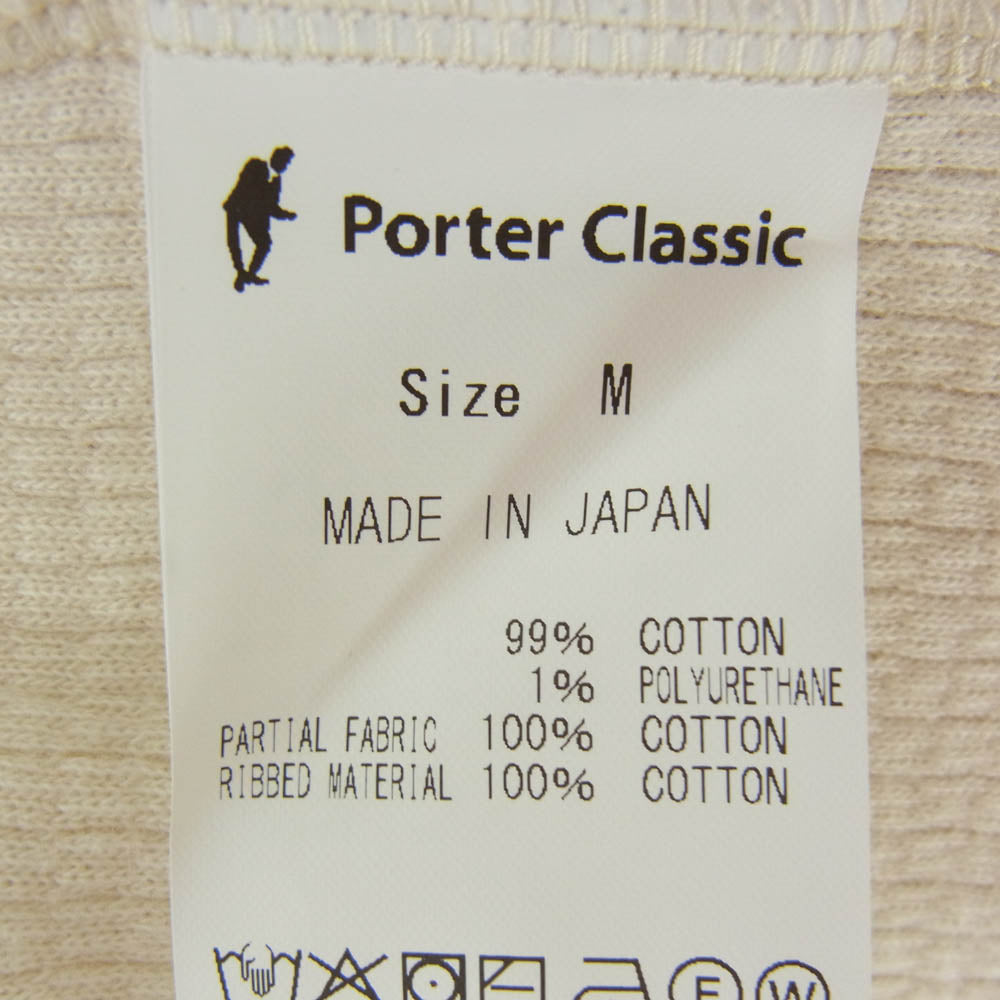 Porter Classic
Size M
MADE IN JAPAN
99% COTTON
1% POLYURETHANE
PARTIAL FABRIC 100% COTTON
RIBBED MATERIAL 100% COTTON
F W